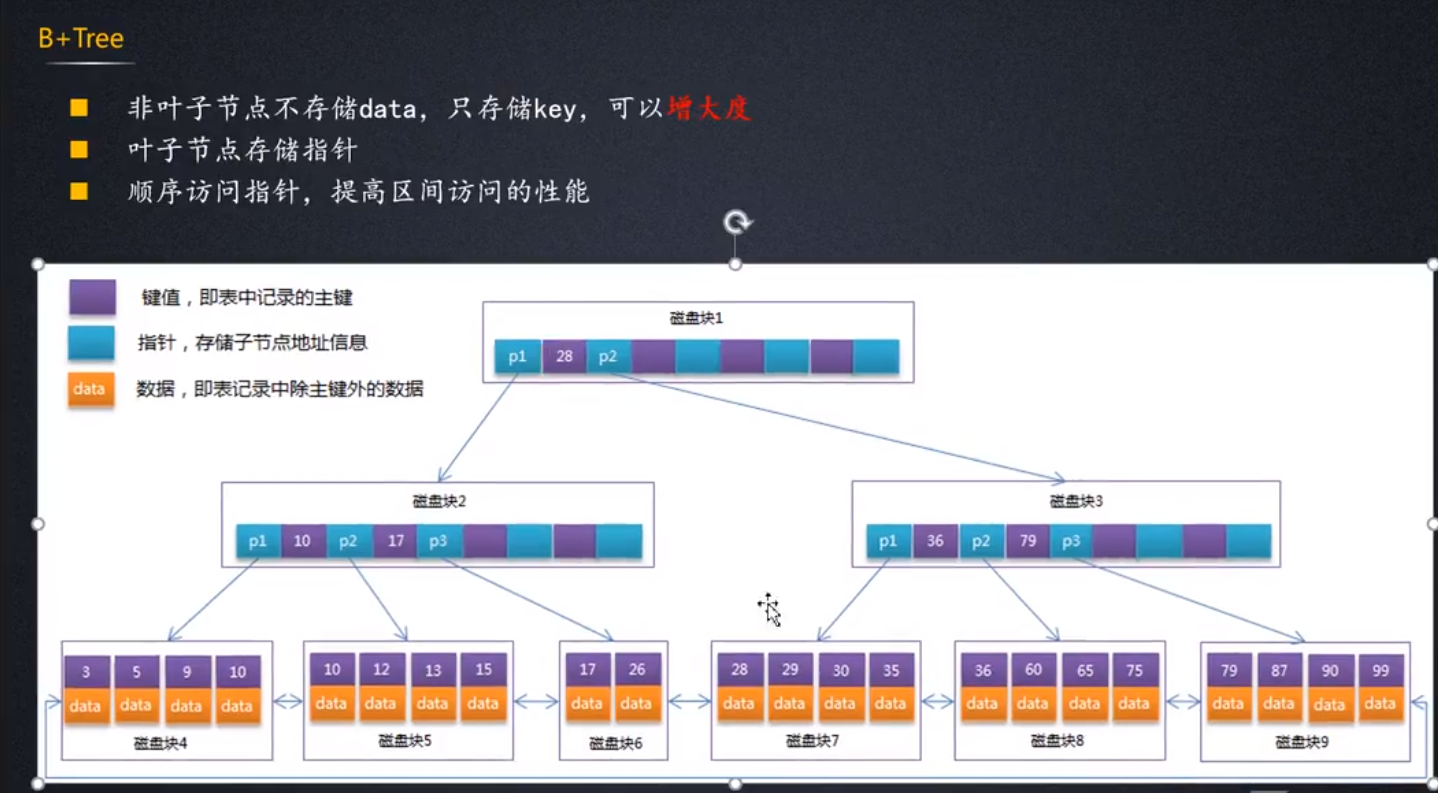 B+Tree
非叶子节点不存储data，只存储key，可以增大度
叶子节点存储指针
顺序访问指针，提高区间访问的性能
键值，即表中记录的主键
指针，存储子节点地址信息
data 数据，即表记录中除主键外的数据
磁盘块1
p1 28 p2
磁盘块2
p1 10 p2 17 p3
磁盘块3
p1 36 p2 79 p3
3 5 9 10
data data data data
磁盘块4
10 12 13 15
data data data data
磁盘块5
17 26
data data
磁盘块6
28 29 30 35
data data data data
磁盘块7
36 60 65 75
data data data data
磁盘块8
79 87 90 99
data data data data
磁盘块9